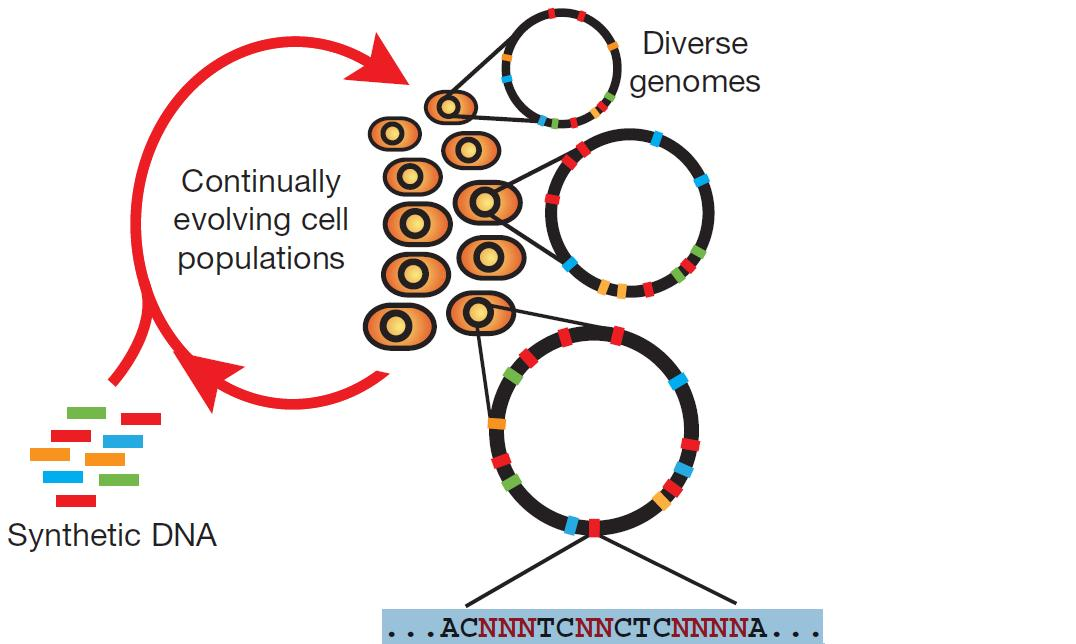 Diverse
genomes
Continually
evolving cell
populations
Synthetic DNA
...ACNNNTCNNCTCNNNNA...